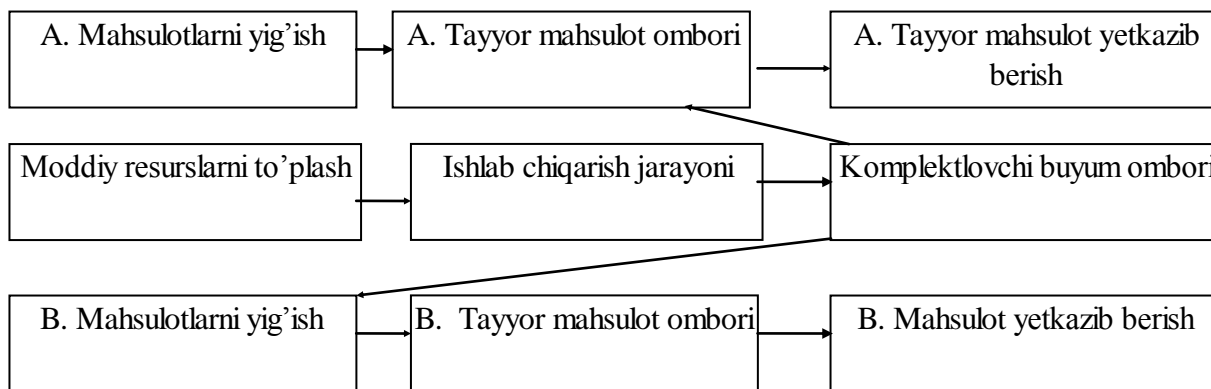 A. Mahsulotlarni yig’ish
A. Tayyor mahsulot ombori
A. Tayyor mahsulot yetkazib
berish
Moddiy resurslarni to’plash
Ishlab chiqarish jarayoni
Komplektlovchi buyum ombori
B. Mahsulotlarni yig’ish
B. Tayyor mahsulot ombori
B. Mahsulot yetkazib berish